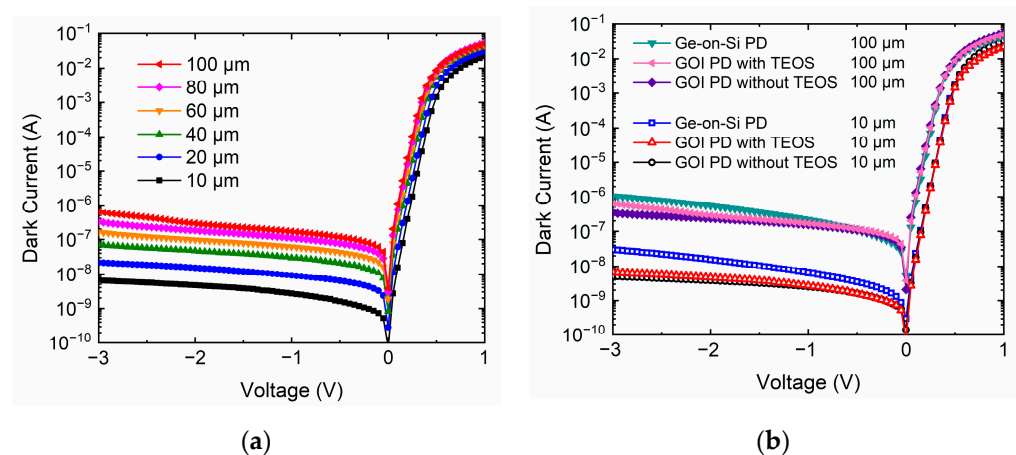 10⁻¹
10⁻²
10⁻³
10⁻⁴
10⁻⁵
10⁻⁶
10⁻⁷
10⁻⁸
10⁻⁹
10⁻¹⁰
Dark Current (A)
100 μm
80 μm
60 μm
40 μm
20 μm
10 μm
−3 −2 −1 0 1
Voltage (V)
(a)
10⁻¹
10⁻²
10⁻³
10⁻⁴
10⁻⁵
10⁻⁶
10⁻⁷
10⁻⁸
10⁻⁹
10⁻¹⁰
Dark Current (A)
Ge-on-Si PD 100 μm
GOI PD with TEOS 100 μm
GOI PD without TEOS 100 μm
Ge-on-Si PD 10 μm
GOI PD with TEOS 10 μm
GOI PD without TEOS 10 μm
−3 −2 −1 0 1
Voltage (V)
(b)